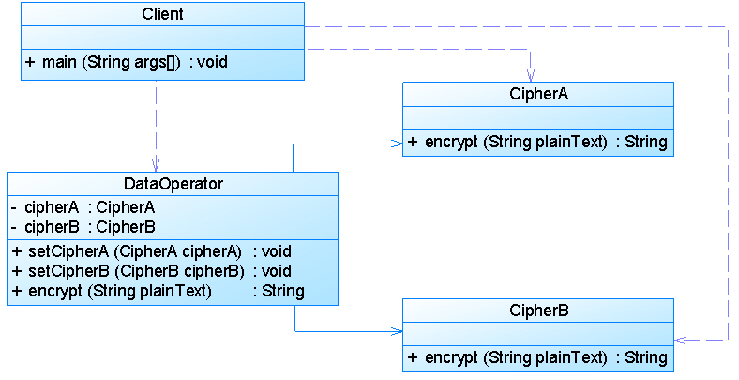 Client
+ main (String args[]) : void
CipherA
+ encrypt (String plainText) : String
DataOperator
- cipherA : CipherA
- cipherB : CipherB
+ setCipherA (CipherA cipherA) : void
+ setCipherB (CipherB cipherB) : void
+ encrypt (String plainText) : String
CipherB
+ encrypt (String plainText) : String